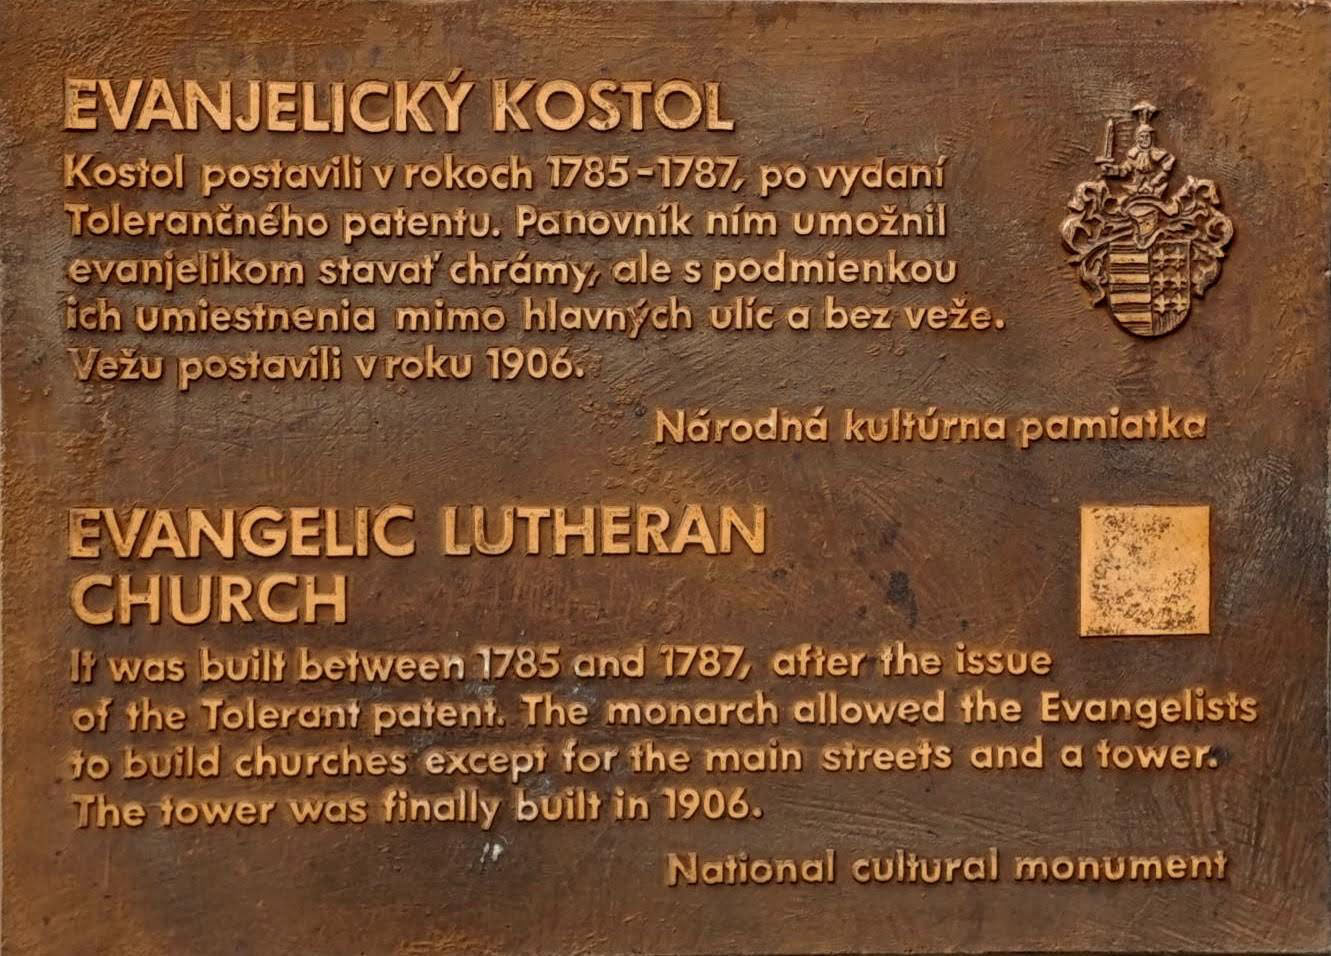 EVANJELICKÝ KOSTOL
Kostol postavili v rokoch 1785-1787, po vydaní
Tolerančného patentu. Panovník ním umožnil
evanjelikom stavať chrámy, ale s podmienkou
ich umiestnenia mimo hlavných ulíc a bez veže.
Vežu postavili v roku 1906.
Národná kultúrna pamiatka
EVANGELIC LUTHERAN
CHURCH
It was built between 1785 and 1787, after the issue
of the Tolerant patent. The monarch allowed the Evangelists
to build churches except for the main streets and a tower.
The tower was finally built in 1906.
National cultural monument